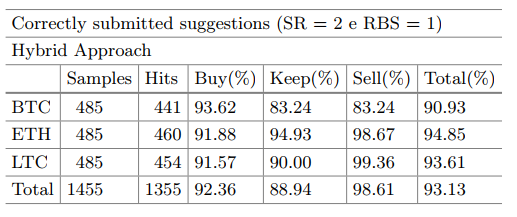 Correctly submitted suggestions (SR = 2 e RBS = 1)
Hybrid Approach
Samples Hits Buy(%) Keep(%) Sell(%) Total(%)
BTC 485 441 93.62 83.24 83.24 90.93
ETH 485 460 91.88 94.93 98.67 94.85
LTC 485 454 91.57 90.00 99.36 93.61
Total 1455 1355 92.36 88.94 98.61 93.13